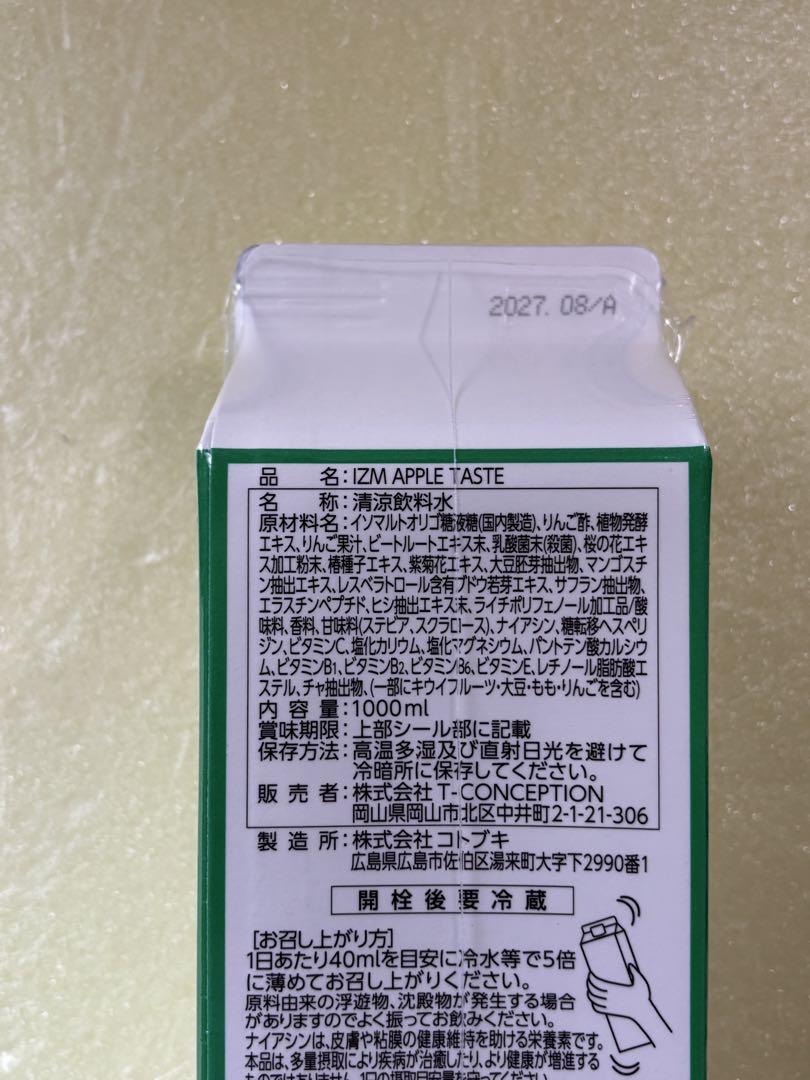 2027. 08/A
品名:IZM APPLE TASTE
名称:清涼飲料水
原材料名:イソマルトオリゴ糖液糖(国内製造)、りんご酢、植物発酵
エキス、りんご果汁、ビートルートエキス末、乳酸菌末(殺菌)、桜の花エキ
ス加工粉末、椿種子エキス、紫菊花エキス、大豆胚芽抽出物、マンゴスチ
ン抽出エキス、レスベラトロール含有ブドウ若芽エキス、サフラン抽出物、
エラスチンペプチド、ヒシ抽出エキス末、ライチポリフェノール加工品/酸
味料、香料、甘味料(ステビア、スクラロース)、ナイアシン、糖転移ヘスペリ
ジン、ビタミンC、塩化カリウム、塩化マグネシウム、パントテン酸カルシウ
ム、ビタミンB1、ビタミンB2、ビタミンB6、ビタミンE、レチノール脂肪酸エ
ステル、チャ抽出物、(一部にキウイフルーツ・大豆・もも・りんごを含む)
内容量:1000ml
賞味期限:上部シール部に記載
保存方法:高温多湿及び直射日光を避けて
冷暗所に保存してください。
販売者:株式会社 T-CONCEPTION
岡山県岡山市北区中井町2-1-21-306
製造所:株式会社 コトブキ
広島県広島市佐伯区湯来町大字下2990番1
開栓後要冷蔵
[お召し上がり方]
1日あたり40mlを目安に冷水等で5倍
に薄めてお召し上がりください。
原料由来の浮遊物、沈殿物が発生する場合
がありますのでよく振ってお飲みください。
ナイアシンは、皮膚や粘膜の健康維持を助ける栄養素です。
本品は、多量摂取により疾病が治癒したり、より健康が増進する
ものではありません。1日の摂取目安量を守ってください。